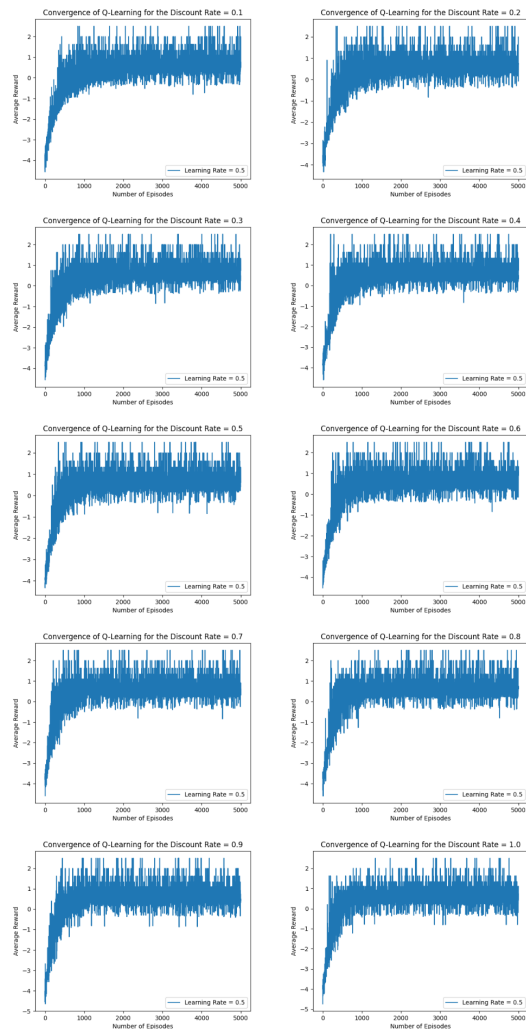 Convergence of Q-Learning for the Discount Rate = 0.1
2
1
0
−1
−2
−3
−4
Average Reward
Learning Rate = 0.5
0 1000 2000 3000 4000 5000
Number of Episodes
Convergence of Q-Learning for the Discount Rate = 0.2
2
1
0
−1
−2
−3
−4
Average Reward
Learning Rate = 0.5
0 1000 2000 3000 4000 5000
Number of Episodes
Convergence of Q-Learning for the Discount Rate = 0.3
2
1
0
−1
−2
−3
−4
Average Reward
Learning Rate = 0.5
0 1000 2000 3000 4000 5000
Number of Episodes
Convergence of Q-Learning for the Discount Rate = 0.4
2
1
0
−1
−2
−3
−4
Average Reward
Learning Rate = 0.5
0 1000 2000 3000 4000 5000
Number of Episodes
Convergence of Q-Learning for the Discount Rate = 0.5
2
1
0
−1
−2
−3
−4
Average Reward
Learning Rate = 0.5
0 1000 2000 3000 4000 5000
Number of Episodes
Convergence of Q-Learning for the Discount Rate = 0.6
2
1
0
−1
−2
−3
−4
Average Reward
Learning Rate = 0.5
0 1000 2000 3000 4000 5000
Number of Episodes
Convergence of Q-Learning for the Discount Rate = 0.7
2
1
0
−1
−2
−3
−4
Average Reward
Learning Rate = 0.5
0 1000 2000 3000 4000 5000
Number of Episodes
Convergence of Q-Learning for the Discount Rate = 0.8
2
1
0
−1
−2
−3
−4
Average Reward
Learning Rate = 0.5
0 1000 2000 3000 4000 5000
Number of Episodes
Convergence of Q-Learning for the Discount Rate = 0.9
2
1
0
−1
−2
−3
−4
−5
Average Reward
Learning Rate = 0.5
0 1000 2000 3000 4000 5000
Number of Episodes
Convergence of Q-Learning for the Discount Rate = 1.0
2
1
0
−1
−2
−3
−4
−5
Average Reward
Learning Rate = 0.5
0 1000 2000 3000 4000 5000
Number of Episodes